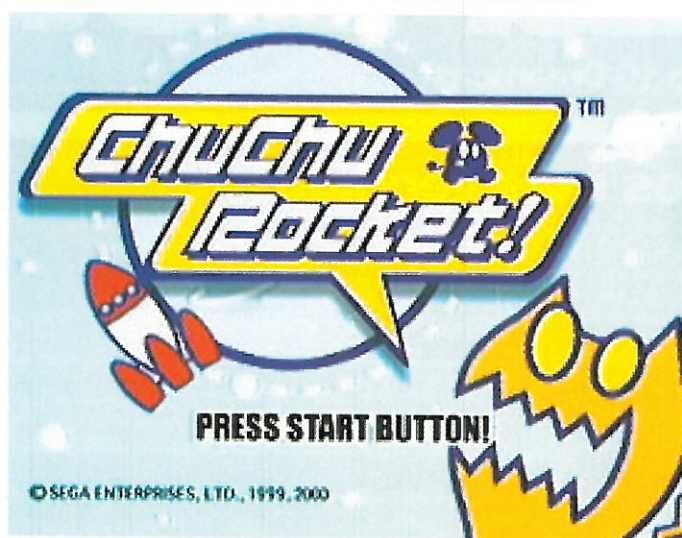 ChuChu
Rocket!
TM
PRESS START BUTTON!
© SEGA ENTERPRISES, LTD., 1999, 2000